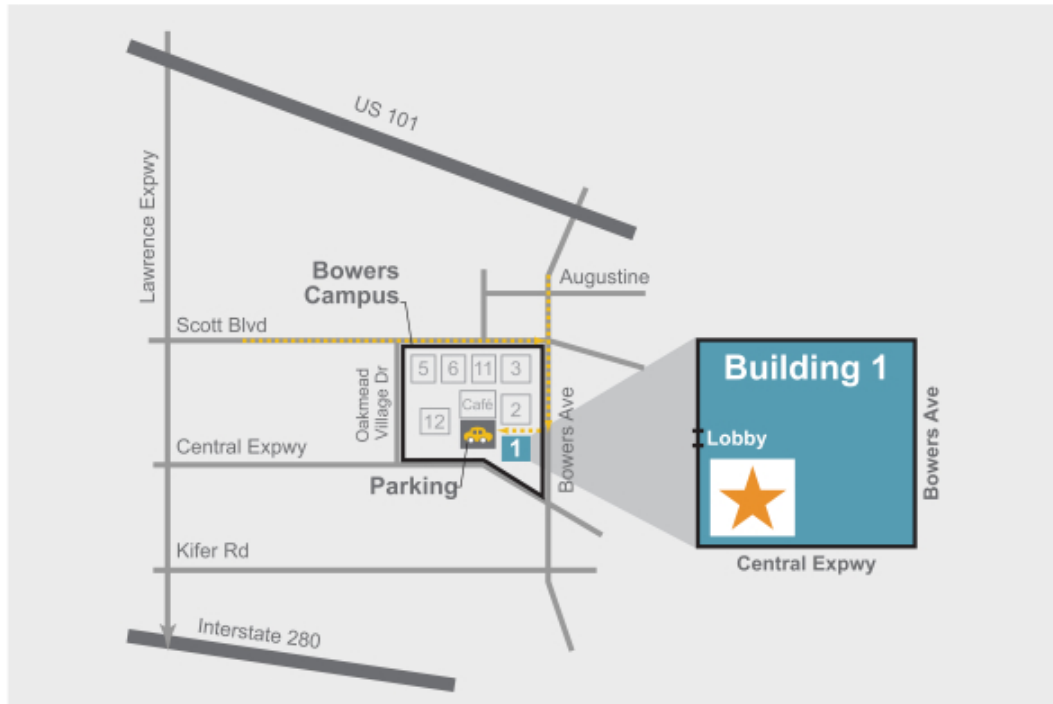 US 101
Lawrence Expwy
Bowers
Campus
Augustine
Scott Blvd
5 6 11 3
Oakmead
Village Dr
Café
2
12
1
Central Expwy
Parking
Bowers Ave
Kifer Rd
Interstate 280
Building 1
Lobby
Bowers Ave
Central Expwy